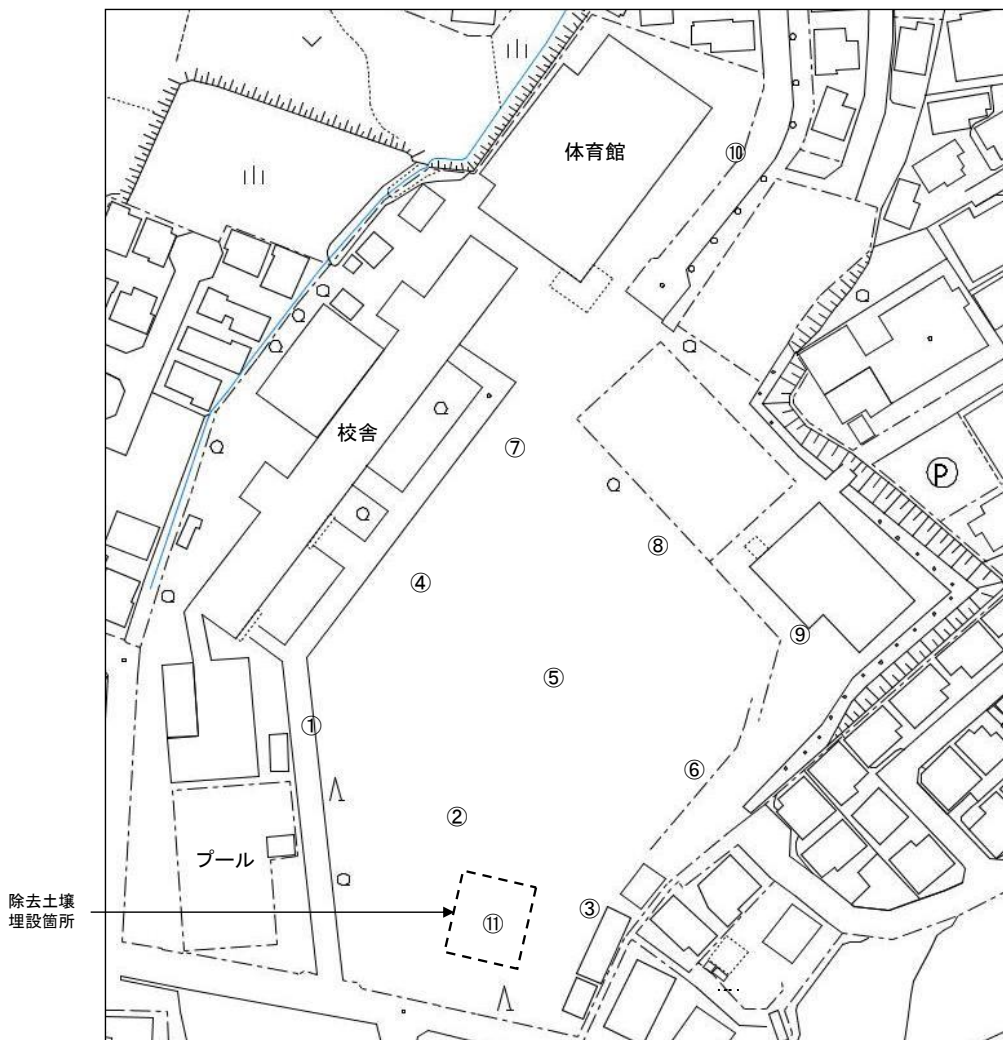 体育館
⑩
校舎
⑦
Ⓟ
⑧
④
⑨
⑤
①
⑥
②
プール
除去土壌
埋設箇所
③
⑪